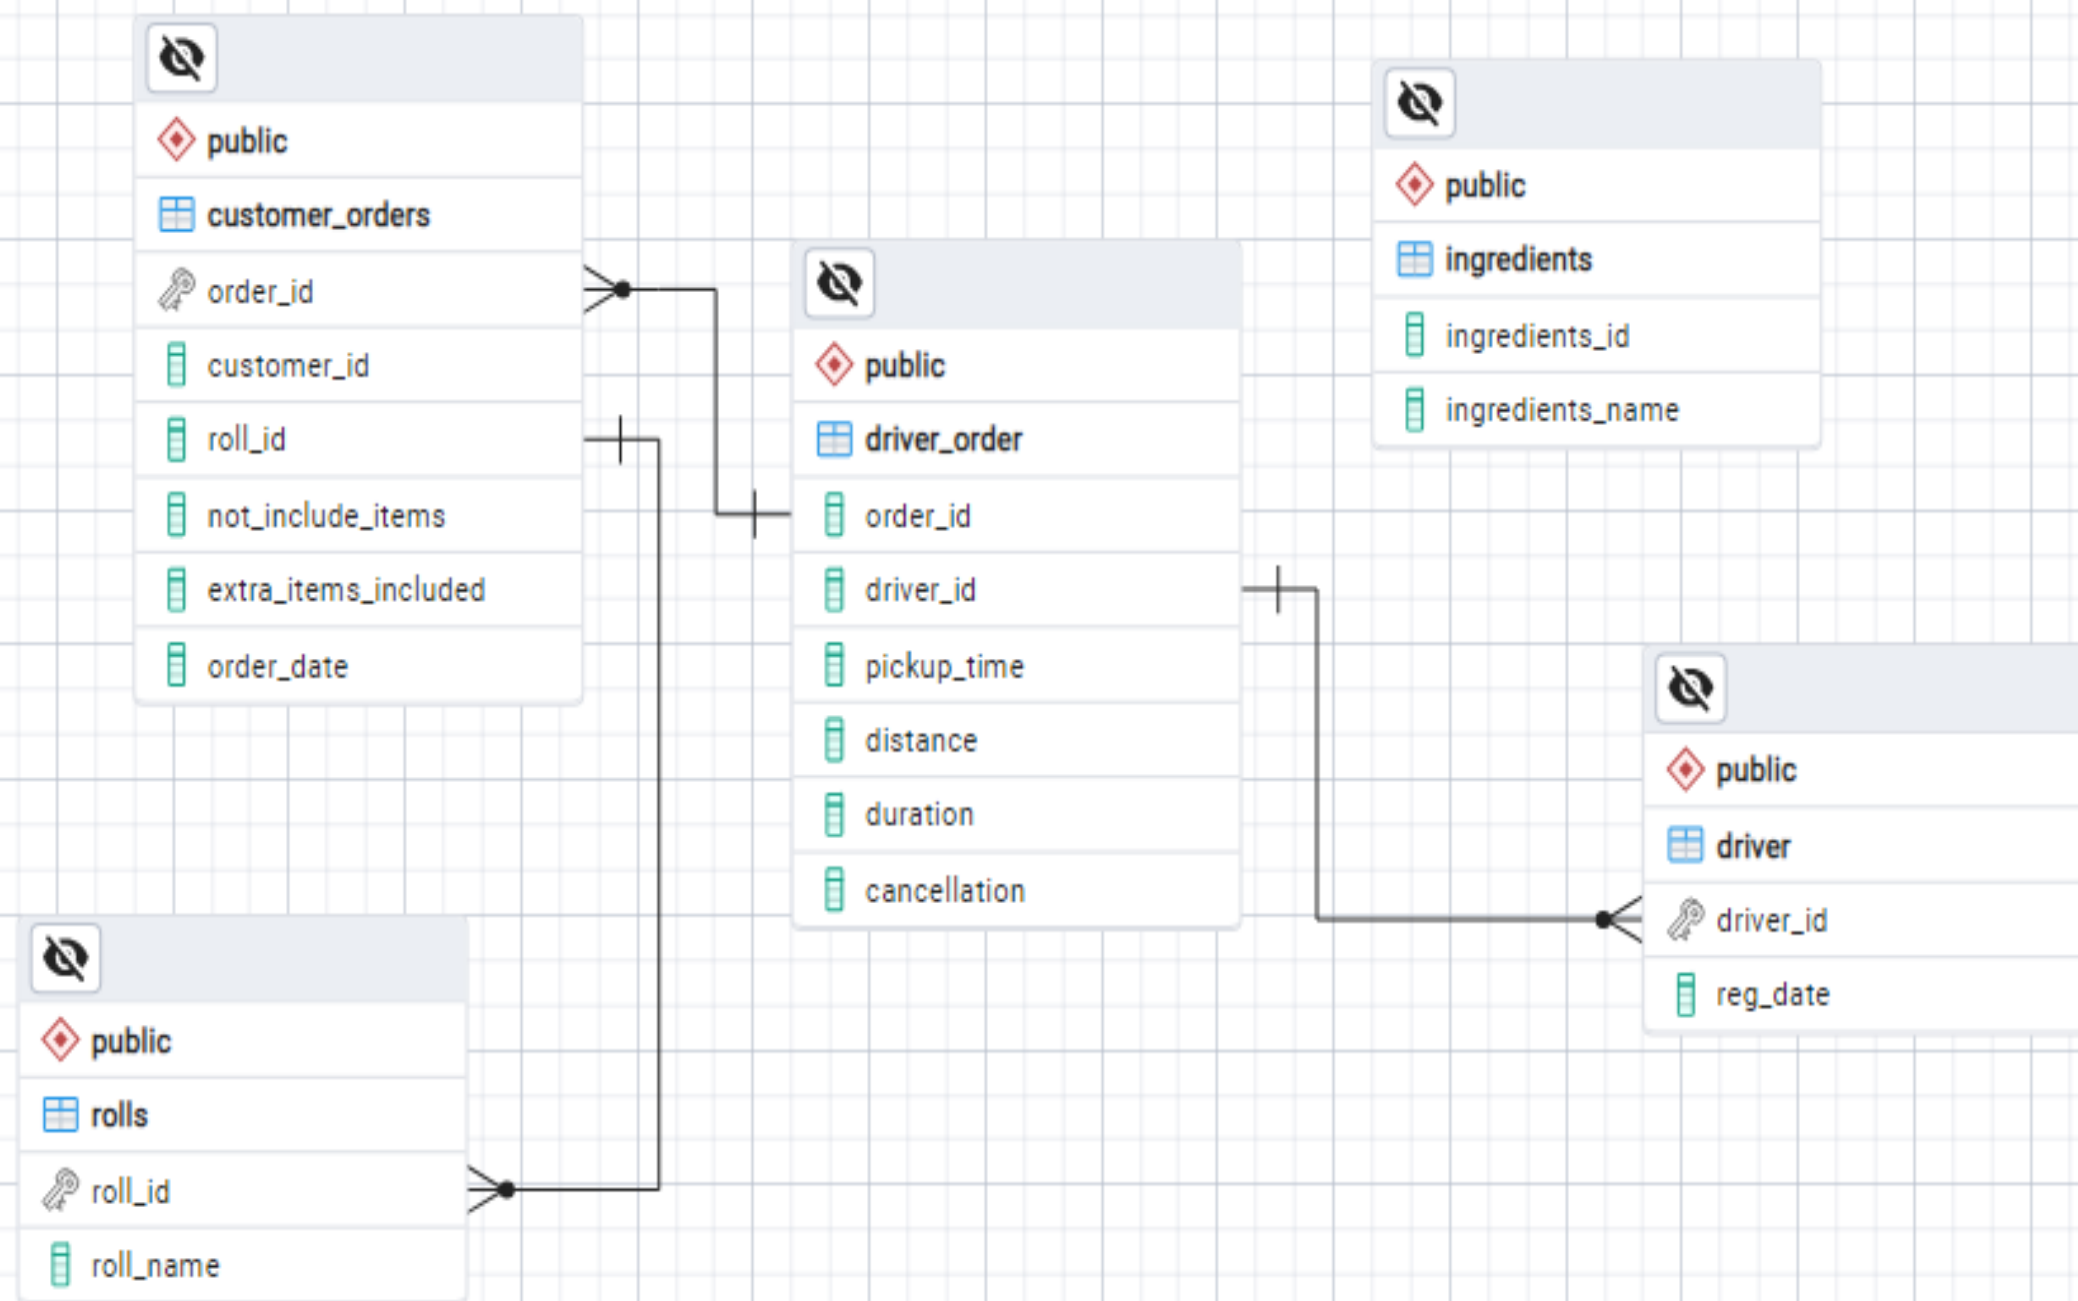 public
customer_orders
order_id
customer_id
roll_id
not_include_items
extra_items_included
order_date
public
driver_order
order_id
driver_id
pickup_time
distance
duration
cancellation
public
ingredients
ingredients_id
ingredients_name
public
driver
driver_id
reg_date
public
rolls
roll_id
roll_name